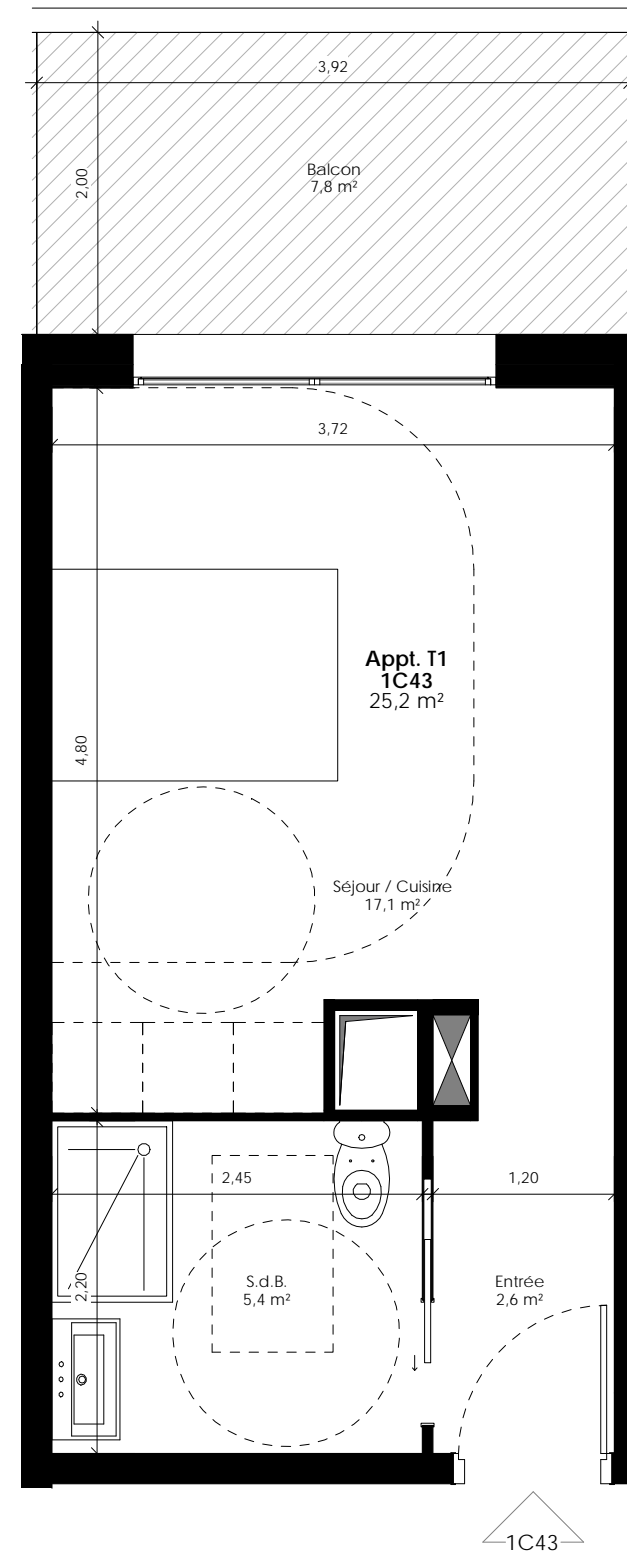 3,92
2,00
Balcon
7,8 m²
3,72
Appt. T1
1C43
25,2 m²
4,80
Séjour / Cuisine
17,1 m²
2,45
1,20
2,20
S.d.B.
5,4 m²
Entrée
2,6 m²
1C43